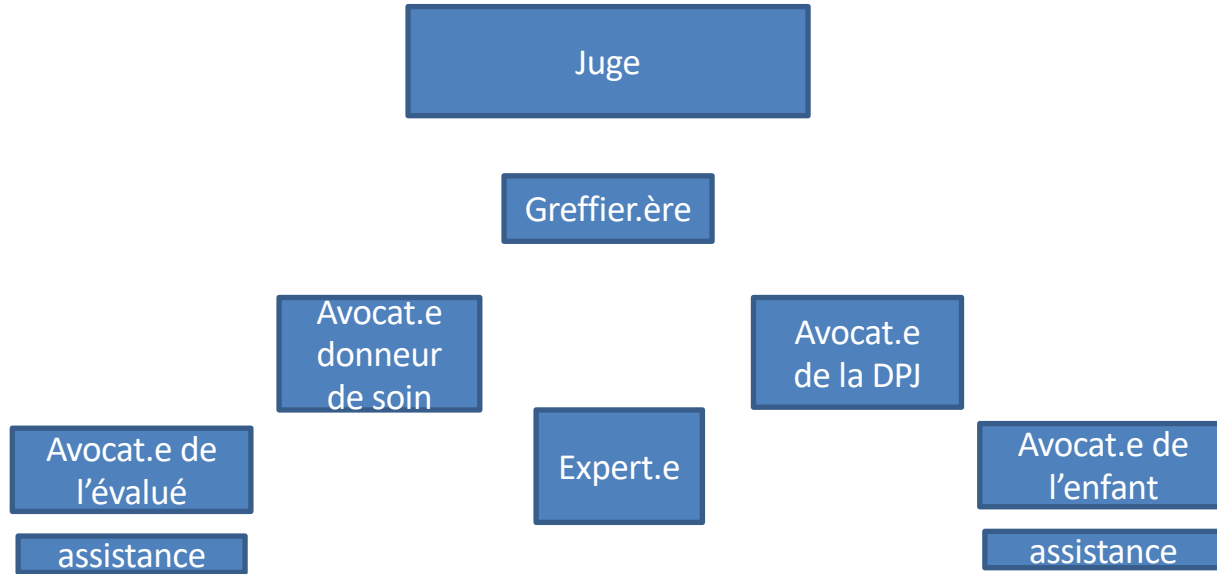 Juge
Greffier.ère
Avocat.e
donneur
de soin
Avocat.e
de la DPJ
Avocat.e de
l’évalué
Expert.e
Avocat.e de
l’enfant
assistance
assistance